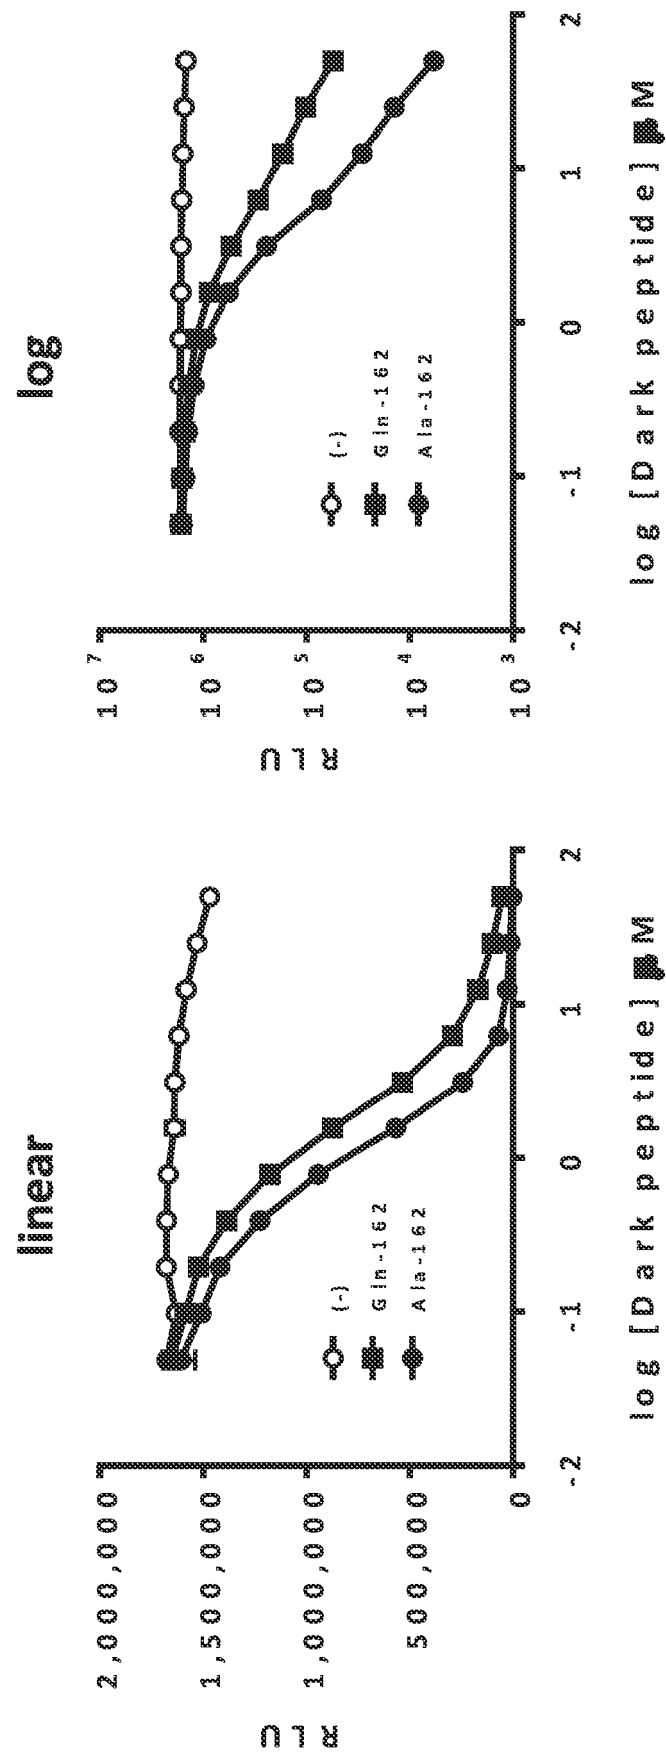 linear
RLU
2,000,000
1,500,000
1,000,000
500,000
0
-2
-1
0
1
2
(-)
Gln-162
Ala-162
log [Dark peptide] µM
log
RLU
10 7
10 6
10 5
10 4
10 3
-2
-1
0
1
2
(-)
Gln-162
Ala-162
log [Dark peptide] µM